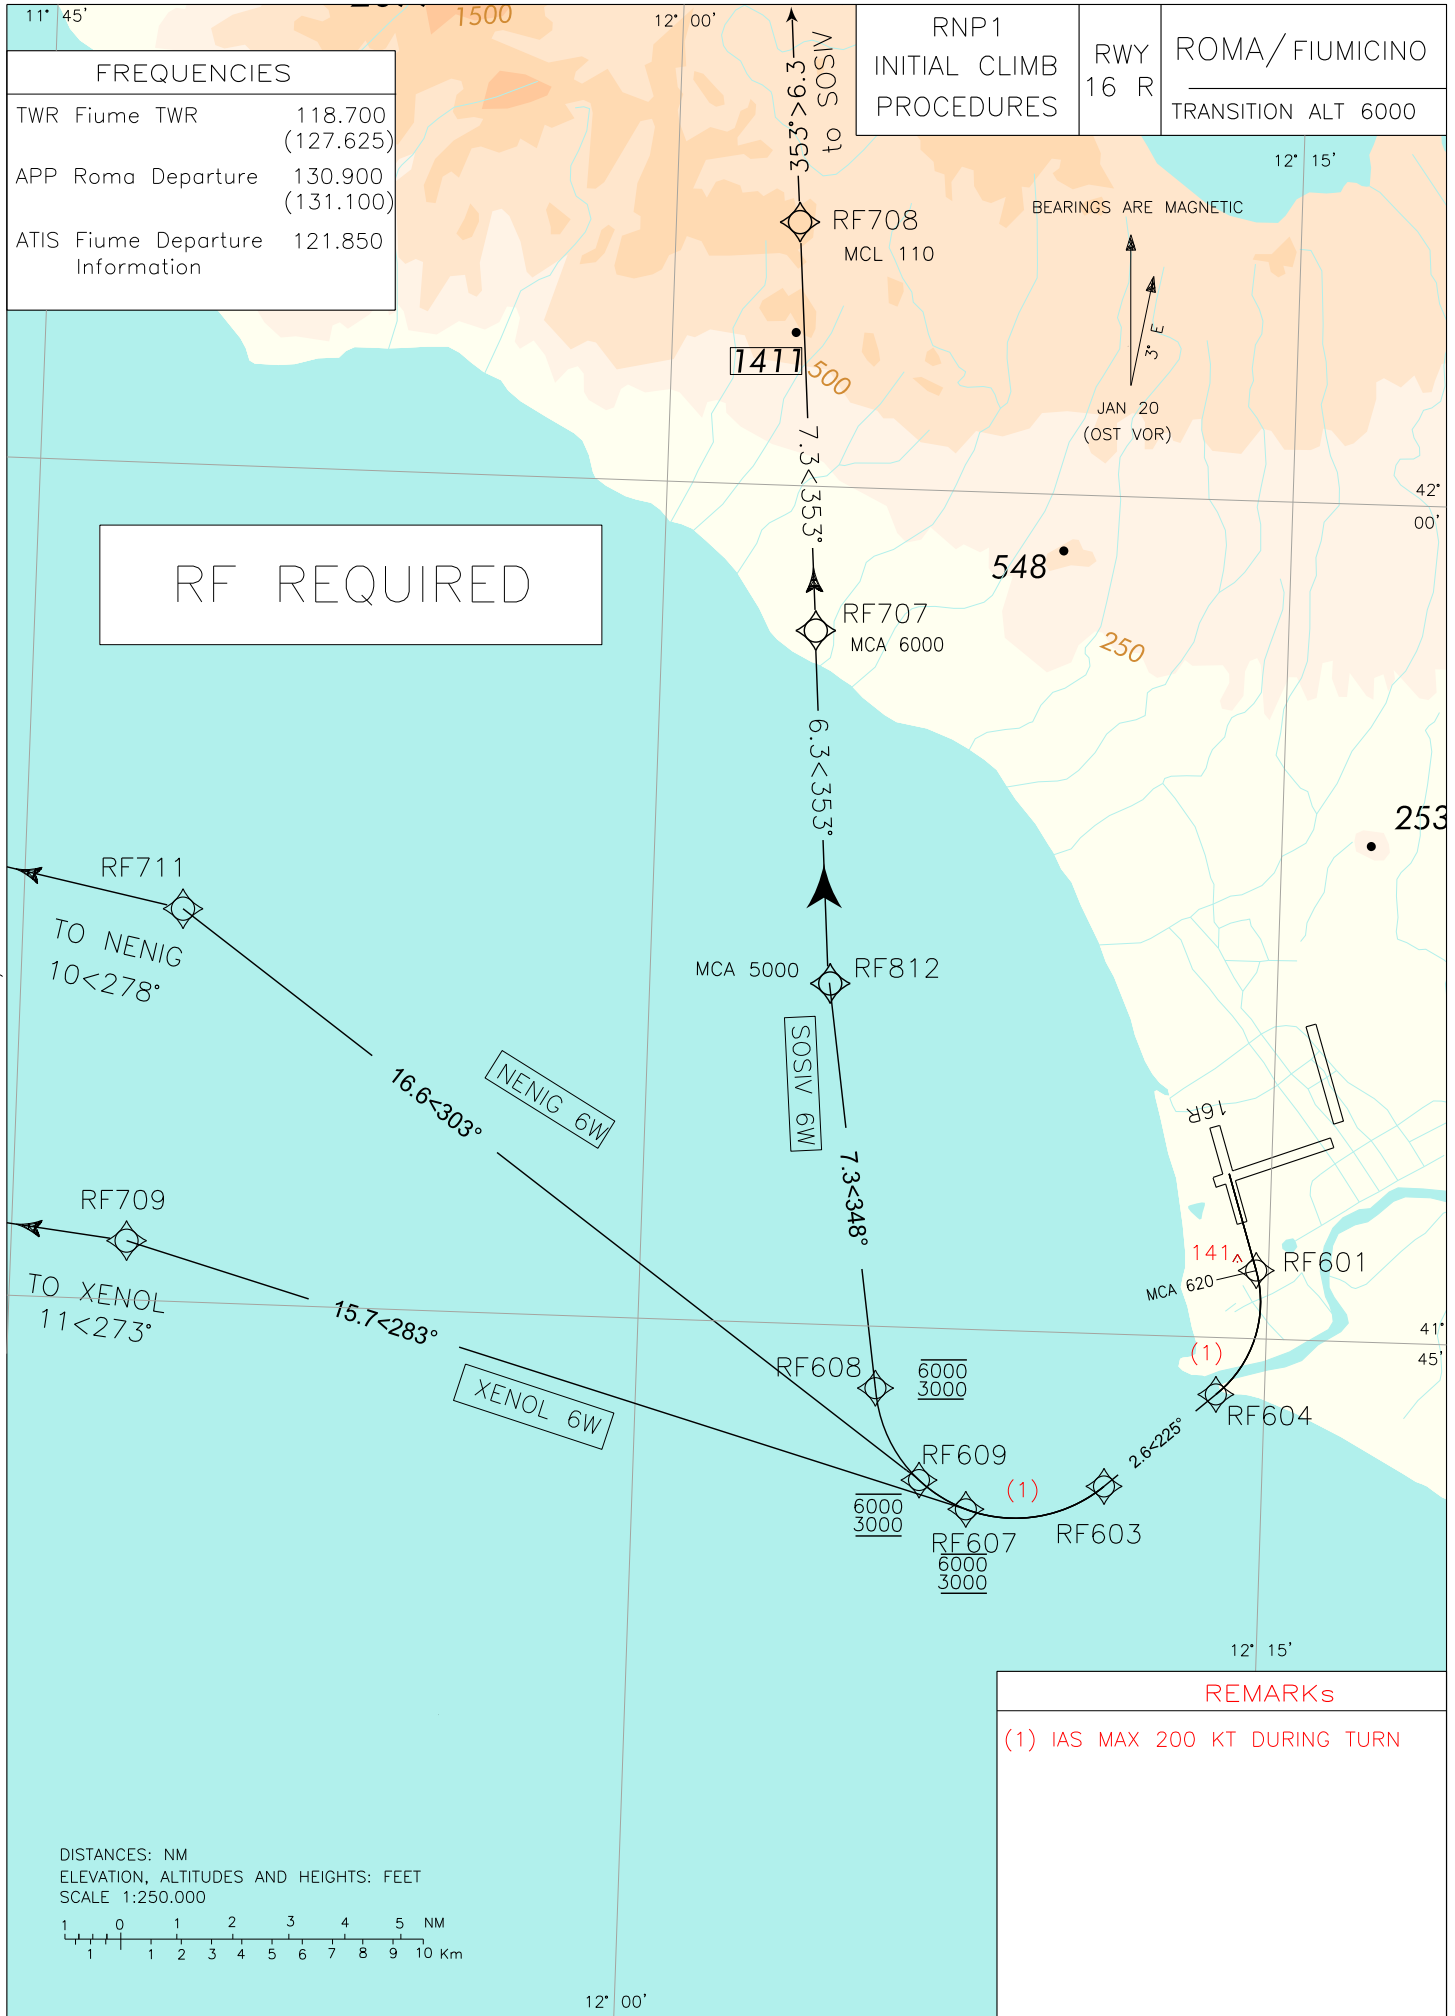 11° 45'
1500
12° 00'
RNP1
INITIAL CLIMB
PROCEDURES
RWY
16 R
ROMA/FIUMICINO
TRANSITION ALT 6000
FREQUENCIES
TWR Fiume TWR 118.700
(127.625)
APP Roma Departure 130.900
(131.100)
ATIS Fiume Departure 121.850
Information
353°>6.3
to SOSIV
12° 15'
BEARINGS ARE MAGNETIC
RF708
MCL 110
3° E
1411
500
JAN 20
(OST VOR)
7.3<353°
42°
00'
548
RF REQUIRED
RF707
MCA 6000
250
6.3<353°
253
RF711
TO NENIG
10<278°
MCA 5000
RF812
16.6<303°
NENIG 6W
SOSIV 6W
16R
7.3<348°
RF709
141
RF601
MCA 620
TO XENOL
11<273°
15.7<283°
41°
45'
(1)
RF608
6000
3000
XENOL 6W
RF604
2.6<225°
RF609
6000
3000
(1)
RF607
6000
3000
RF603
12° 15'
REMARKs
(1) IAS MAX 200 KT DURING TURN
DISTANCES: NM
ELEVATION, ALTITUDES AND HEIGHTS: FEET
SCALE 1:250.000
1 0 1 2 3 4 5 NM
1 1 2 3 4 5 6 7 8 9 10 Km
12° 00'